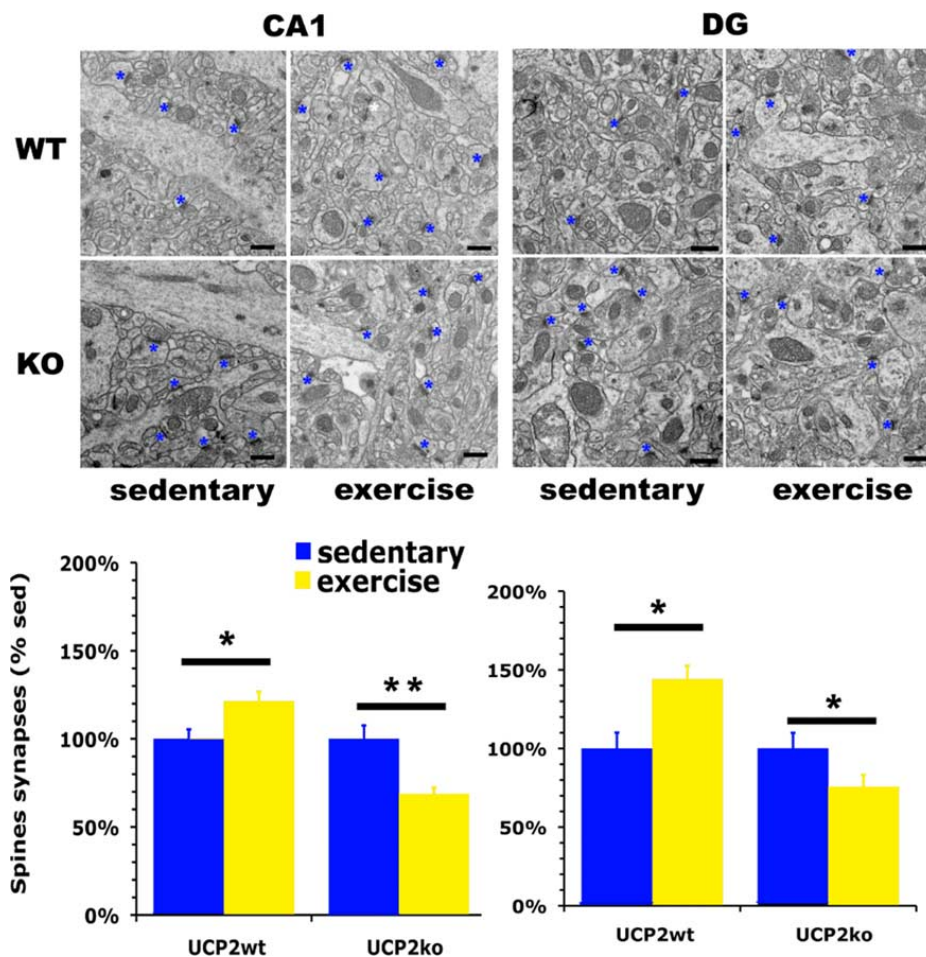 CA1 DG
WT
KO
sedentary exercise sedentary exercise
sedentary
exercise
Spines synapses (% sed)
200%
150%
100%
50%
0%
* **
UCP2wt UCP2ko
200%
150%
100%
50%
0%
* *
UCP2wt UCP2ko